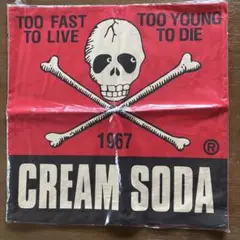 TOO FAST
TO LIVE
TOO YOUNG
TO DIE
1967
®
CREAM SODA